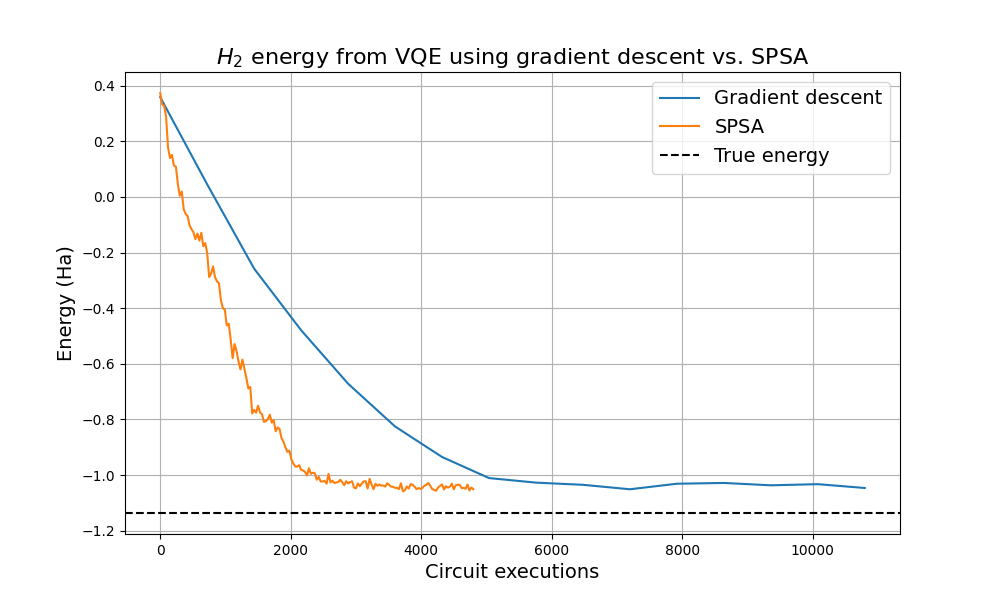 $H_2$ energy from VQE using gradient descent vs. SPSA
Gradient descent
SPSA
True energy
Energy (Ha)
0.4
0.2
0.0
−0.2
−0.4
−0.6
−0.8
−1.0
−1.2
0 2000 4000 6000 8000 10000
Circuit executions